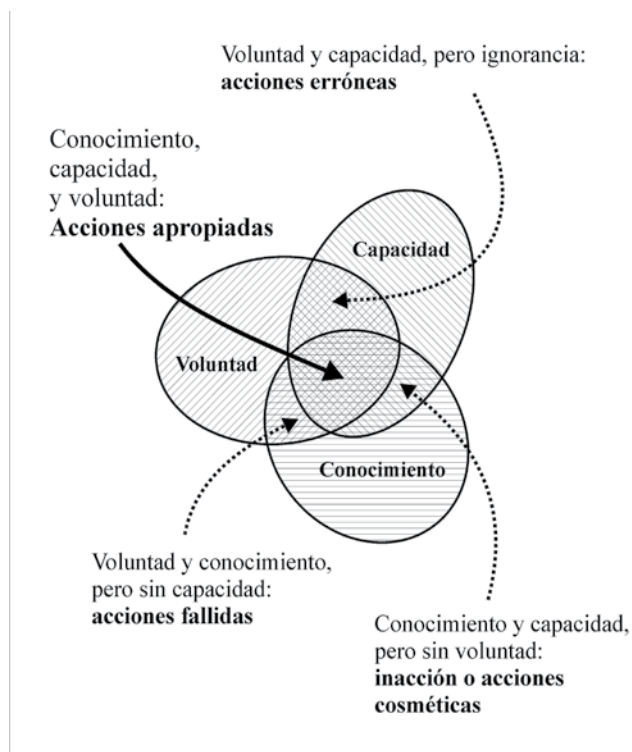 Voluntad y capacidad, pero ignorancia:
acciones erróneas
Conocimiento,
capacidad,
y voluntad:
Acciones apropiadas
Capacidad
Voluntad
Conocimiento
Voluntad y conocimiento,
pero sin capacidad:
acciones fallidas
Conocimiento y capacidad,
pero sin voluntad:
inacción o acciones
cosméticas